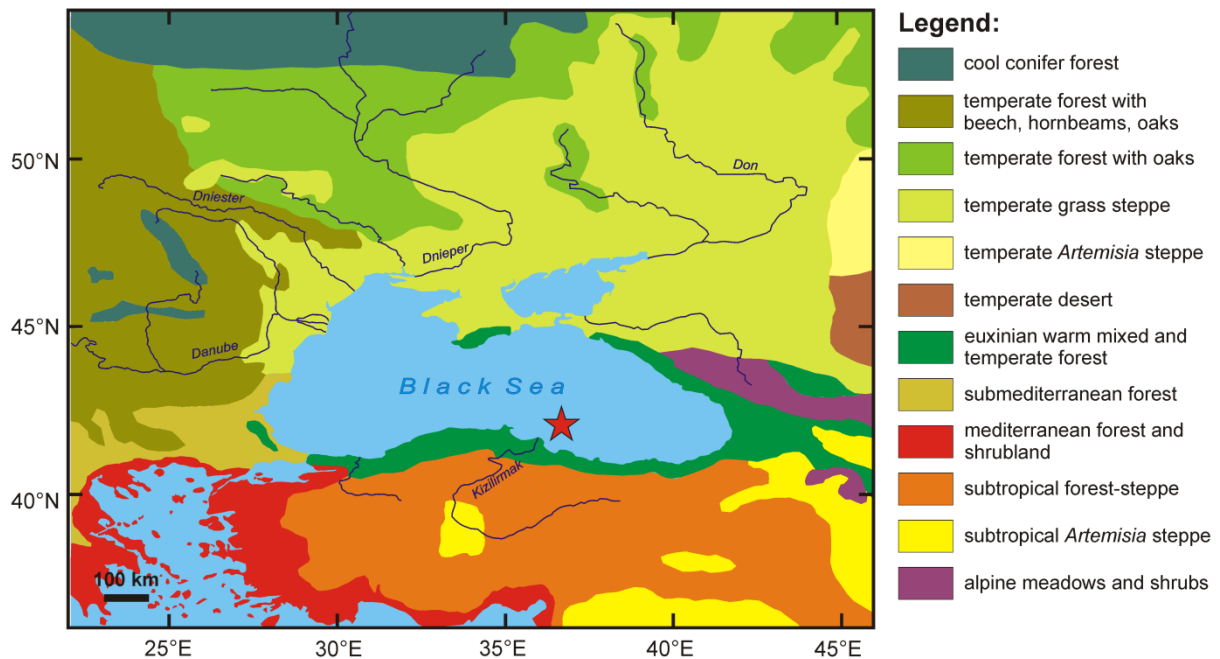 Legend:
cool conifer forest
temperate forest with
beech, hornbeams, oaks
temperate forest with oaks
temperate grass steppe
temperate Artemisia steppe
temperate desert
euxinian warm mixed and
temperate forest
submediterranean forest
mediterranean forest and
shrubland
subtropical forest-steppe
subtropical Artemisia steppe
alpine meadows and shrubs
50°N
45°N
40°N
Don
Dniester
Dnieper
Danube
Black Sea
Kizilirmak
100 km
25°E
30°E
35°E
40°E
45°E